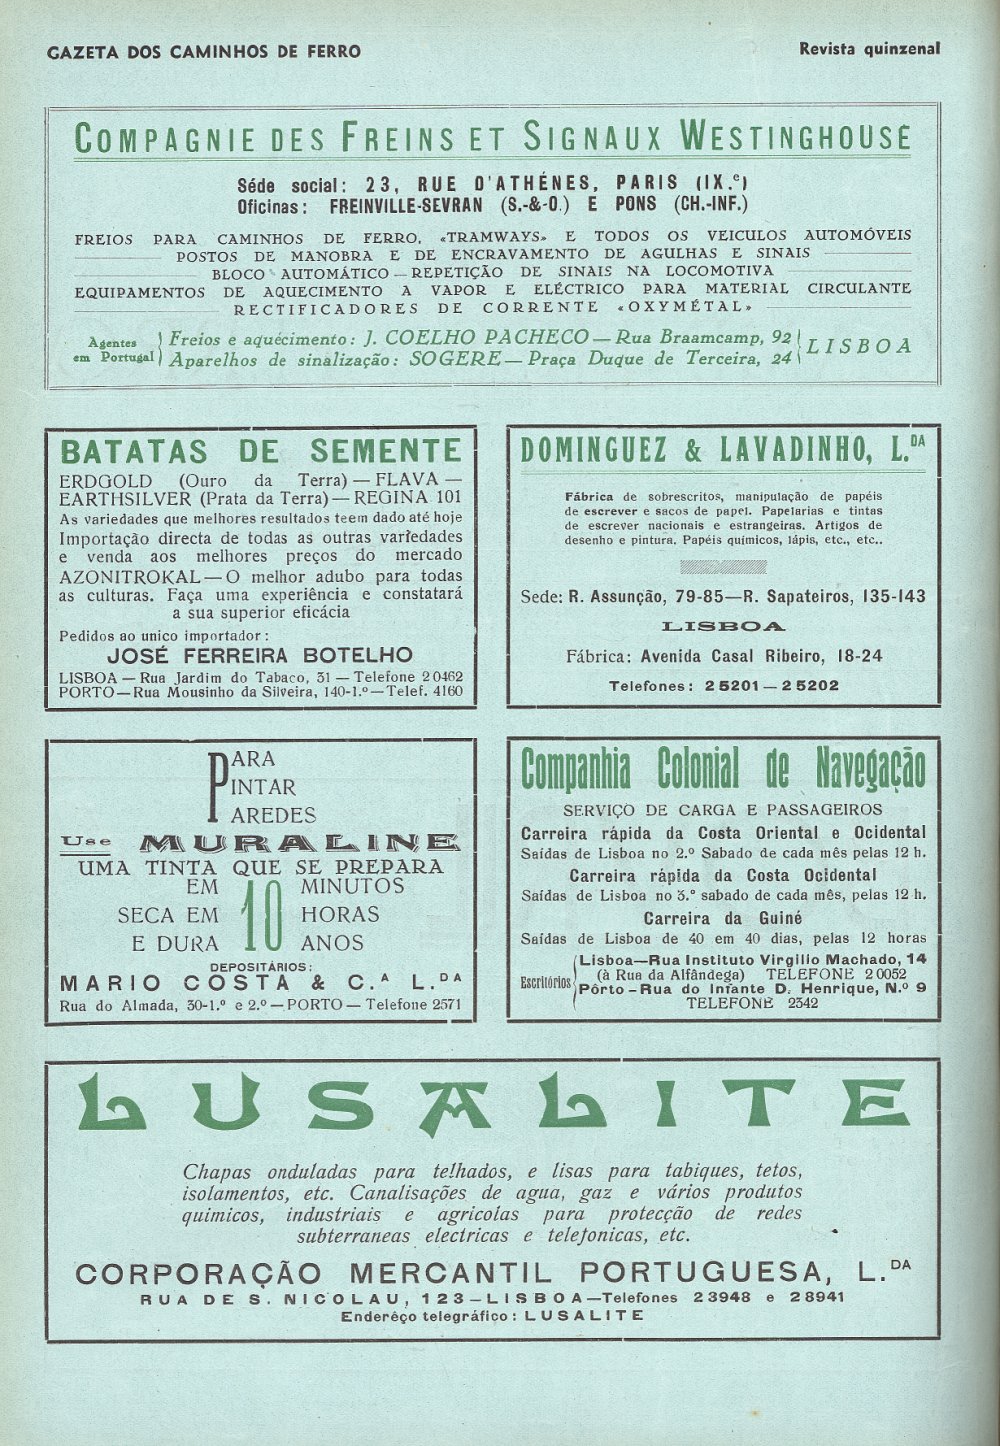 GAZETA DOS CAMINHOS DE FERRO
Revista quinzenal
COMPAGNIE DES FREINS ET SIGNAUX WESTINGHOUSE
Séde social: 23, RUE D'ATHÉNES, PARIS (IX.e)
Oficinas: FREINVILLE-SEVRAN (S.-&-O.) E PONS (CH.-INF.)
FREIOS PARA CAMINHOS DE FERRO, «TRAMWAYS» E TODOS OS VEICULOS AUTOMÓVEIS
POSTOS DE MANOBRA E DE ENCRAVAMENTO DE AGULHAS E SINAIS
BLOCO AUTOMÁTICO — REPETIÇÃO DE SINAIS NA LOCOMOTIVA
EQUIPAMENTOS DE AQUECIMENTO A VAPOR E ELÉCTRICO PARA MATERIAL CIRCULANTE
RECTIFICADORES DE CORRENTE «OXYMÉTAL»
Agentes em Portugal
Freios e aquécimento: J. COELHO PACHECO — Rua Braamcamp, 92
Aparelhos de sinalização: SOGERE — Praça Duque de Terceira, 24
LISBOA
BATATAS DE SEMENTE
ERDGOLD (Ouro da Terra) — FLAVA —
EARTHSILVER (Prata da Terra) — REGINA 101
As variedades que melhores resultados teem dado até hoje
Importação directa de todas as outras variedades
e venda aos melhores preços do mercado
AZONITROKAL — O melhor adubo para todas
as culturas. Faça uma experiência e constatará
a sua superior eficácia
Pedidos ao unico importador:
JOSÉ FERREIRA BOTELHO
LISBOA — Rua Jardim do Tabaco, 31 — Telefone 20462
PORTO — Rua Mousinho da Silveira, 140-1.º — Telef. 4160
DOMINGUEZ & LAVADINHO, L.DA
Fábrica de sobrescritos, manipulação de papéis
de escrever e sacos de papel. Papelarias e tintas
de escrever nacionais e estrangeiras. Artigos de
desenho e pintura. Papéis químicos, lápis, etc., etc..
Sede: R. Assunção, 79-85—R. Sapateiros, 135-143
LISBOA
Fábrica: Avenida Casal Ribeiro, 18-24
Telefones: 25201 — 25202
PARA
PINTAR
PAREDES
Use MURALINE
UMA TINTA QUE SE PREPARA
EM 10 MINUTOS
SECA EM 10 HORAS
E DURA 10 ANOS
DEPOSITÁRIOS:
MARIO COSTA & C.A L.DA
Rua do Almada, 30-1.º e 2.º — PORTO — Telefone 2571
Companhia Colonial de Navegação
SERVIÇO DE CARGA E PASSAGEIROS
Carreira rápida da Costa Oriental e Ocidental
Saídas de Lisboa no 2.º Sabado de cada mês pelas 12 h.
Carreira rápida da Costa Ocidental
Saídas de Lisboa no 3.º sabado de cada mês, pelas 12 h.
Carreira da Guiné
Saídas de Lisboa de 40 em 40 dias, pelas 12 horas
Escritórios
Lisboa—Rua Instituto Virgilio Machado, 14
(à Rua da Alfândega) TELEFONE 20052
Pôrto - Rua do Infante D. Henrique, N.º 9
TELEFONE 2342
LUSALITE
Chapas onduladas para telhados, e lisas para tabiques, tetos,
isolamentos, etc. Canalisações de agua, gaz e vários produtos
quimicos, industriais e agricolas para protecção de redes
subterraneas electricas e telefonicas, etc.
CORPORAÇÃO MERCANTIL PORTUGUESA, L.DA
RUA DE S. NICOLAU, 123 — LISBOA — Telefones 23948 e 28941
Enderêço telegráfico: LUSALITE